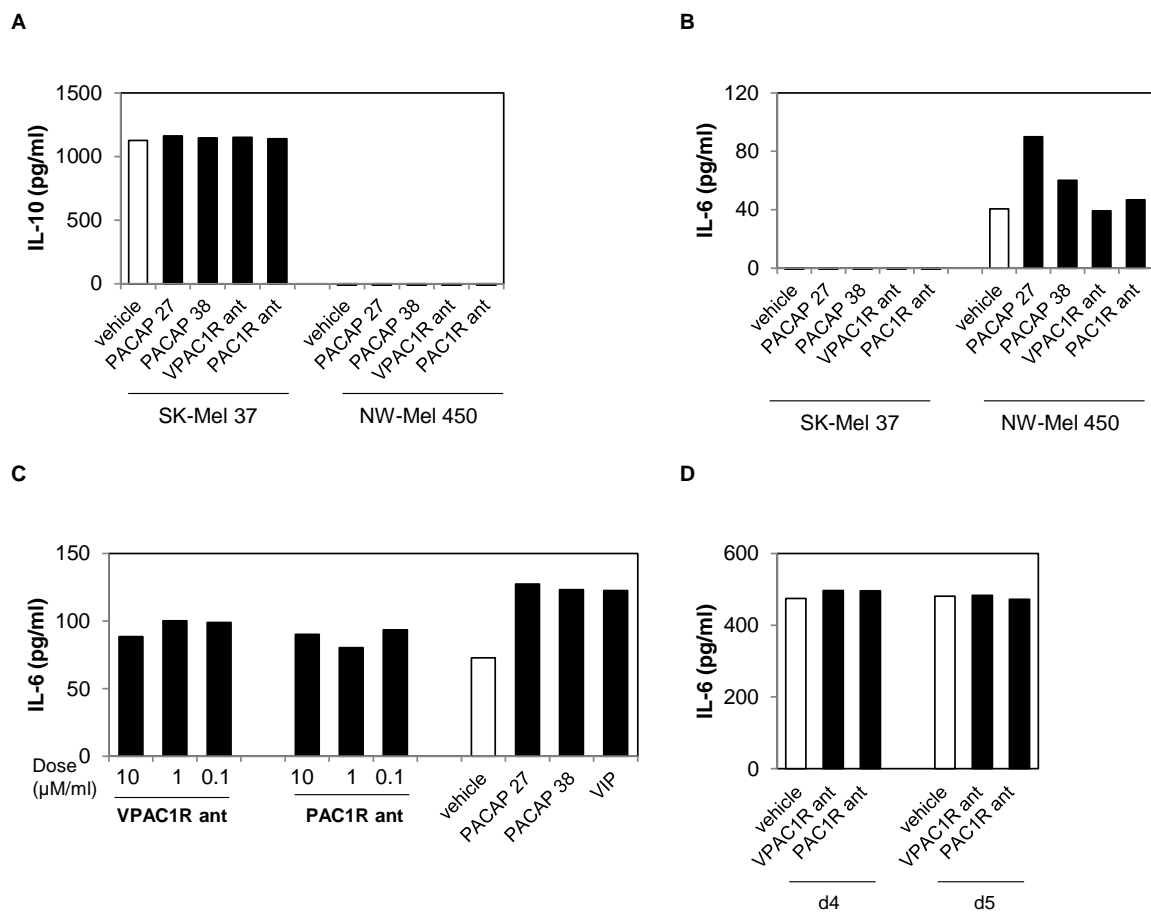 A
IL-10 (pg/ml)
1500
1000
500
0
vehicle
PACAP 27
PACAP 38
VPAC1R ant
PAC1R ant
vehicle
PACAP 27
PACAP 38
VPAC1R ant
PAC1R ant
SK-Mel 37
NW-Mel 450
B
IL-6 (pg/ml)
120
80
40
0
vehicle
PACAP 27
PACAP 38
VPAC1R ant
PAC1R ant
vehicle
PACAP 27
PACAP 38
VPAC1R ant
PAC1R ant
SK-Mel 37
NW-Mel 450
C
IL-6 (pg/ml)
150
100
50
0
Dose
(µM/ml)
10 1 0.1
VPAC1R ant
10 1 0.1
PAC1R ant
vehicle
PACAP 27
PACAP 38
VIP
D
IL-6 (pg/ml)
600
400
200
0
vehicle
VPAC1R ant
PAC1R ant
vehicle
VPAC1R ant
PAC1R ant
d4
d5